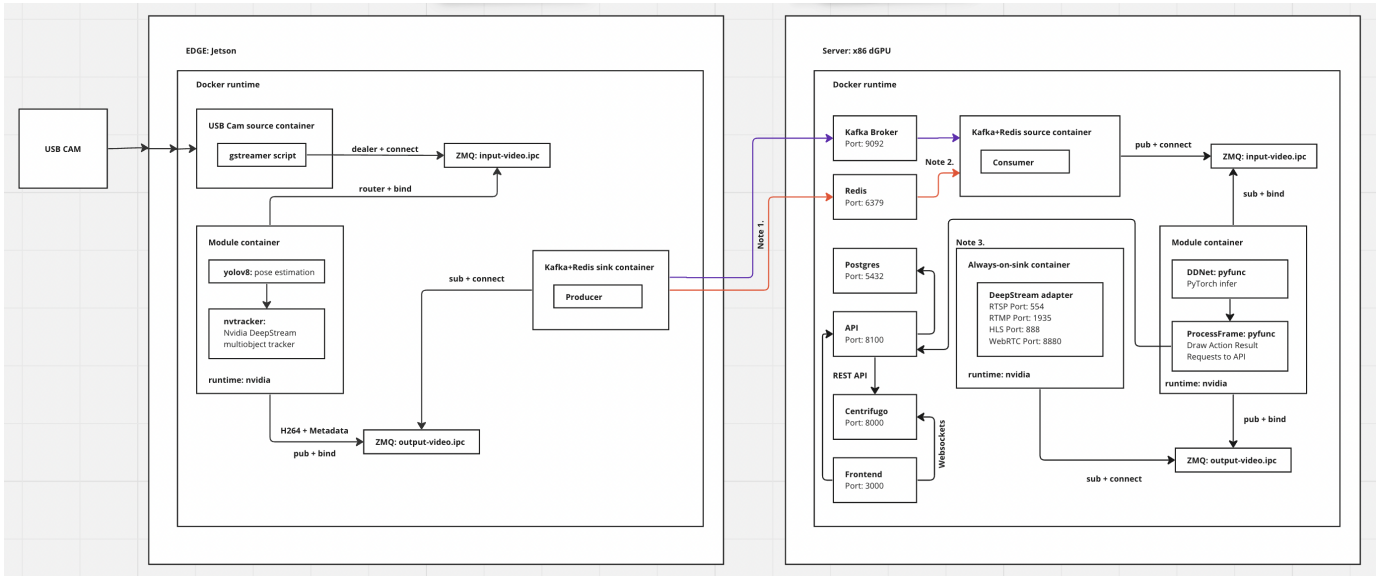 EDGE: Jetson
Docker runtime
USB CAM
USB Cam source container
gstreamer script
dealer + connect
ZMQ: input-video.ipc
router + bind
Module container
yolov8: pose estimation
nvtracker:
Nvidia DeepStream
multiobject tracker
runtime: nvidia
sub + connect
Kafka+Redis sink container
Producer
H264 + Metadata
pub + bind
ZMQ: output-video.ipc
Note 1.
Server: x86 dGPU
Docker runtime
Kafka Broker
Port: 9092
Note 2.
Redis
Port: 6379
Kafka+Redis source container
Consumer
pub + connect
ZMQ: input-video.ipc
sub + bind
Postgres
Port: 5432
API
Port: 8100
REST API
Centrifugo
Port: 8000
Websockets
Frontend
Port: 3000
Note 3.
Always-on-sink container
DeepStream adapter
RTSP Port: 554
RTMP Port: 1935
HLS Port: 888
WebRTC Port: 8880
runtime: nvidia
Module container
DDNet: pyfunc
PyTorch infer
ProcessFrame: pyfunc
Draw Action Result
Requests to API
runtime: nvidia
pub + bind
ZMQ: output-video.ipc
sub + connect